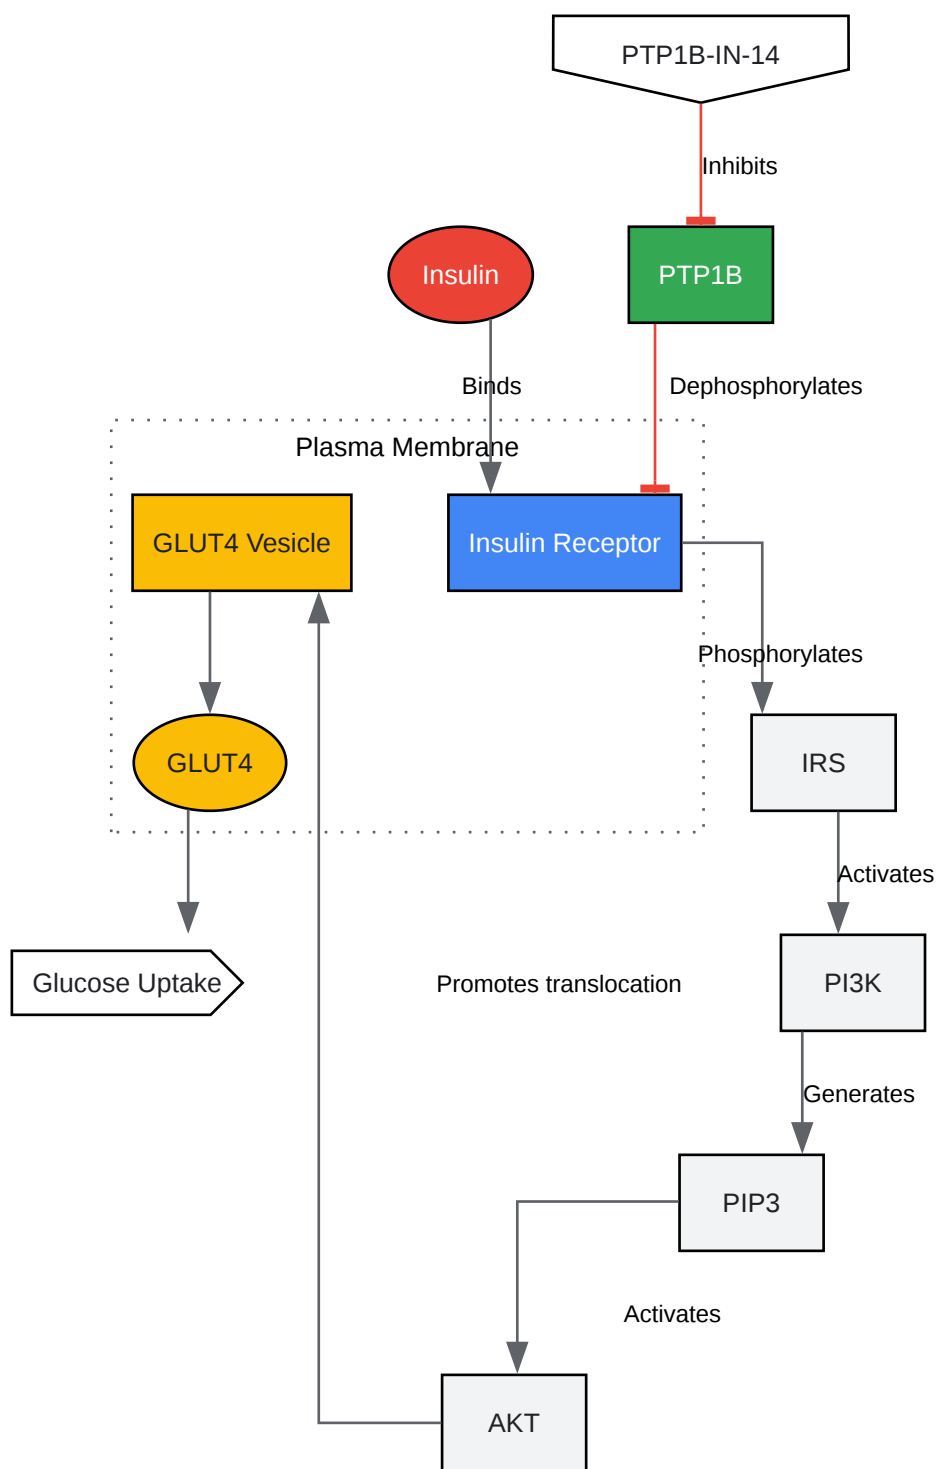 PTP1B-IN-14
Inhibits
Insulin
PTP1B
Binds
Dephosphorylates
Plasma Membrane
GLUT4 Vesicle
Insulin Receptor
Phosphorylates
GLUT4
IRS
Activates
Glucose Uptake
Promotes translocation
PI3K
Generates
PIP3
Activates
AKT